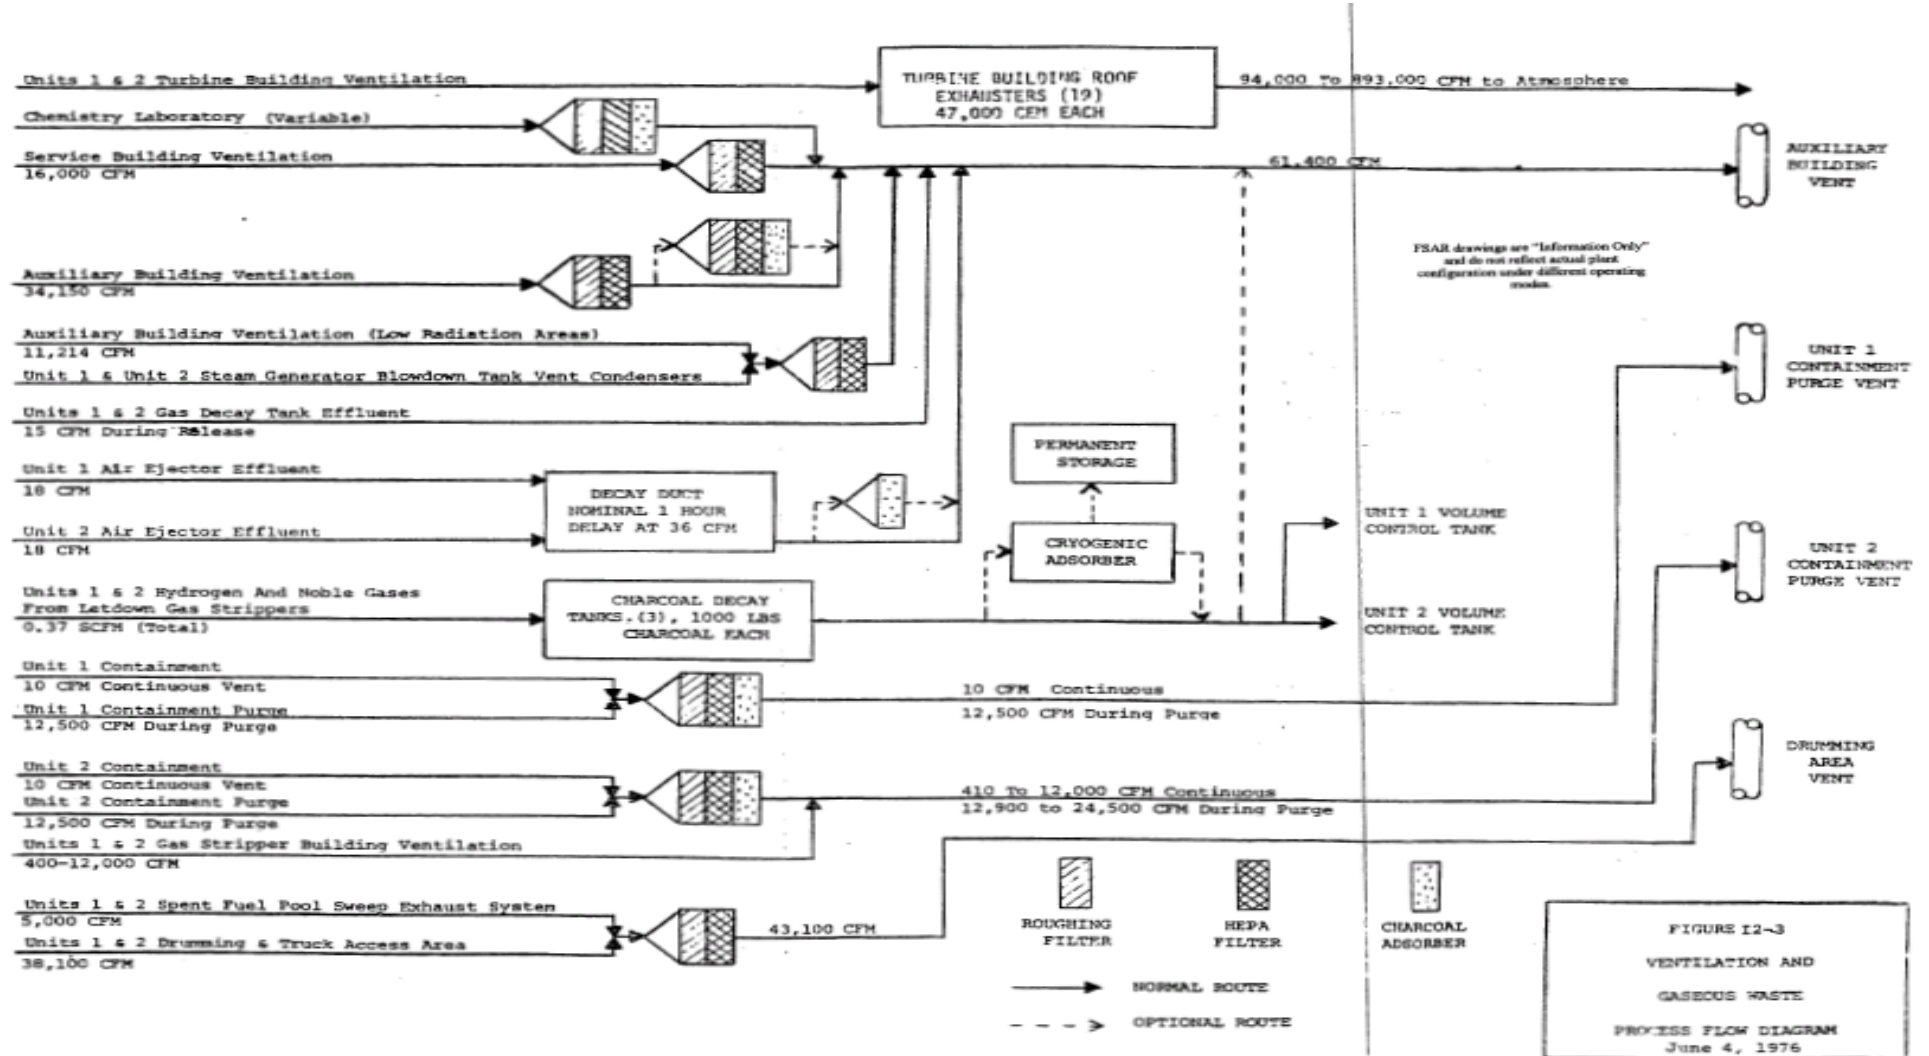 Units 1 & 2 Turbine Building Ventilation
TURBINE BUILDING ROOF
EXHAUSTERS (19)
47,000 CFM EACH
94,000 To 893,000 CFM to Atmosphere
Chemistry Laboratory (Variable)
Service Building Ventilation
16,000 CFM
61,400 CFM
AUXILIARY
BUILDING
VENT
FSAR drawings are "Information Only"
and do not reflect actual plant
configuration under different operating
modes.
Auxiliary Building Ventilation
34,150 CFM
Auxiliary Building Ventilation (Low Radiation Areas)
11,214 CFM
Unit 1 & Unit 2 Steam Generator Blowdown Tank Vent Condensers
UNIT 1
CONTAINMENT
PURGE VENT
Units 1 & 2 Gas Decay Tank Effluent
15 CFM During Release
Unit 1 Air Ejector Effluent
18 CFM
Unit 2 Air Ejector Effluent
18 CFM
DECAY DUCT
NOMINAL 1 HOUR
DELAY AT 36 CFM
PERMANENT
STORAGE
CRYOGENIC
ADSORBER
UNIT 1 VOLUME
CONTROL TANK
UNIT 2
CONTAINMENT
PURGE VENT
Units 1 & 2 Hydrogen And Noble Gases
From Letdown Gas Strippers
0.37 SCFM (Total)
CHARCOAL DECAY
TANKS.(3), 1000 LBS
CHARCOAL EACH
UNIT 2 VOLUME
CONTROL TANK
Unit 1 Containment
10 CFM Continuous Vent
Unit 1 Containment Purge
12,500 CFM During Purge
10 CFM Continuous
12,500 CFM During Purge
Unit 2 Containment
10 CFM Continuous Vent
Unit 2 Containment Purge
12,500 CFM During Purge
410 To 12,000 CFM Continuous
12,900 to 24,500 CFM During Purge
DRUMMING
AREA
VENT
Units 1 & 2 Gas Stripper Building Ventilation
400-12,000 CFM
Units 1 & 2 Spent Fuel Pool Sweep Exhaust System
5,000 CFM
Units 1 & 2 Drumming & Truck Access Area
38,100 CFM
43,100 CFM
ROUGHING
FILTER
HEPA
FILTER
CHARCOAL
ADSORBER
NORMAL ROUTE
OPTIONAL ROUTE
FIGURE I2-3
VENTILATION AND
GASEOUS WASTE
PROCESS FLOW DIAGRAM
June 4, 1976